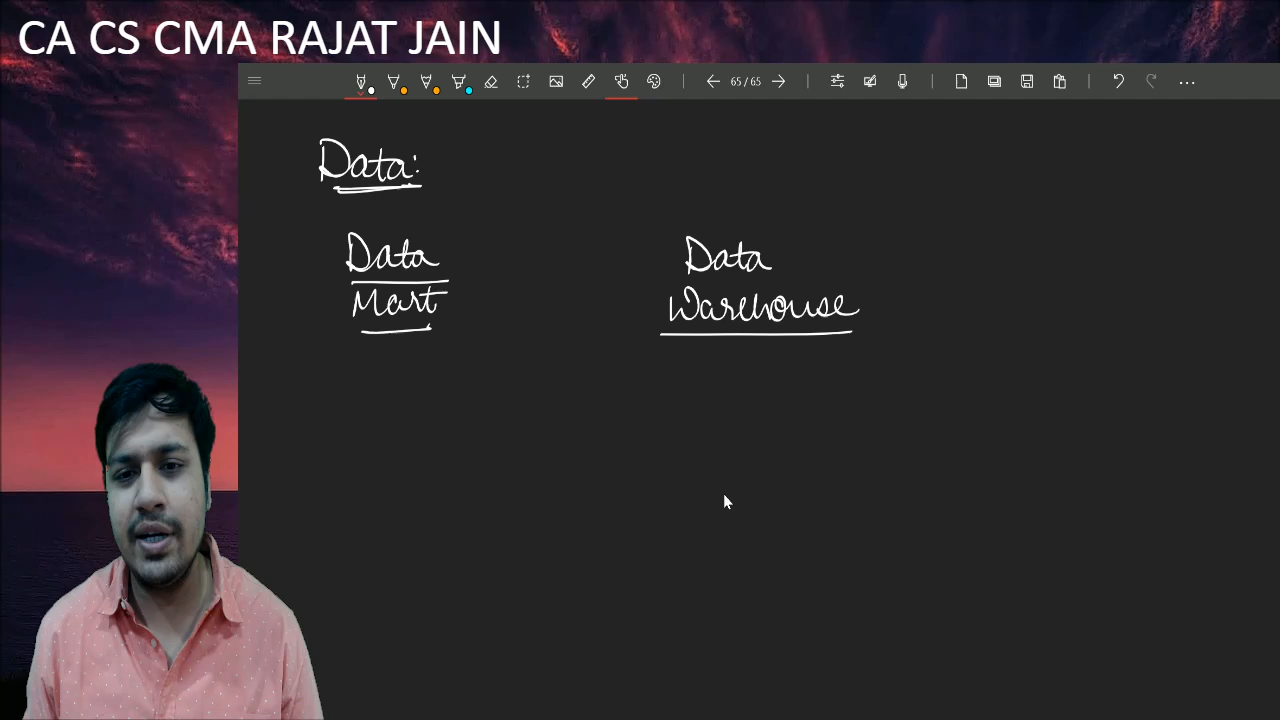 CA CS CMA RAJAT JAIN
65 / 65
Data:
Data
Mart
Data
Warehouse